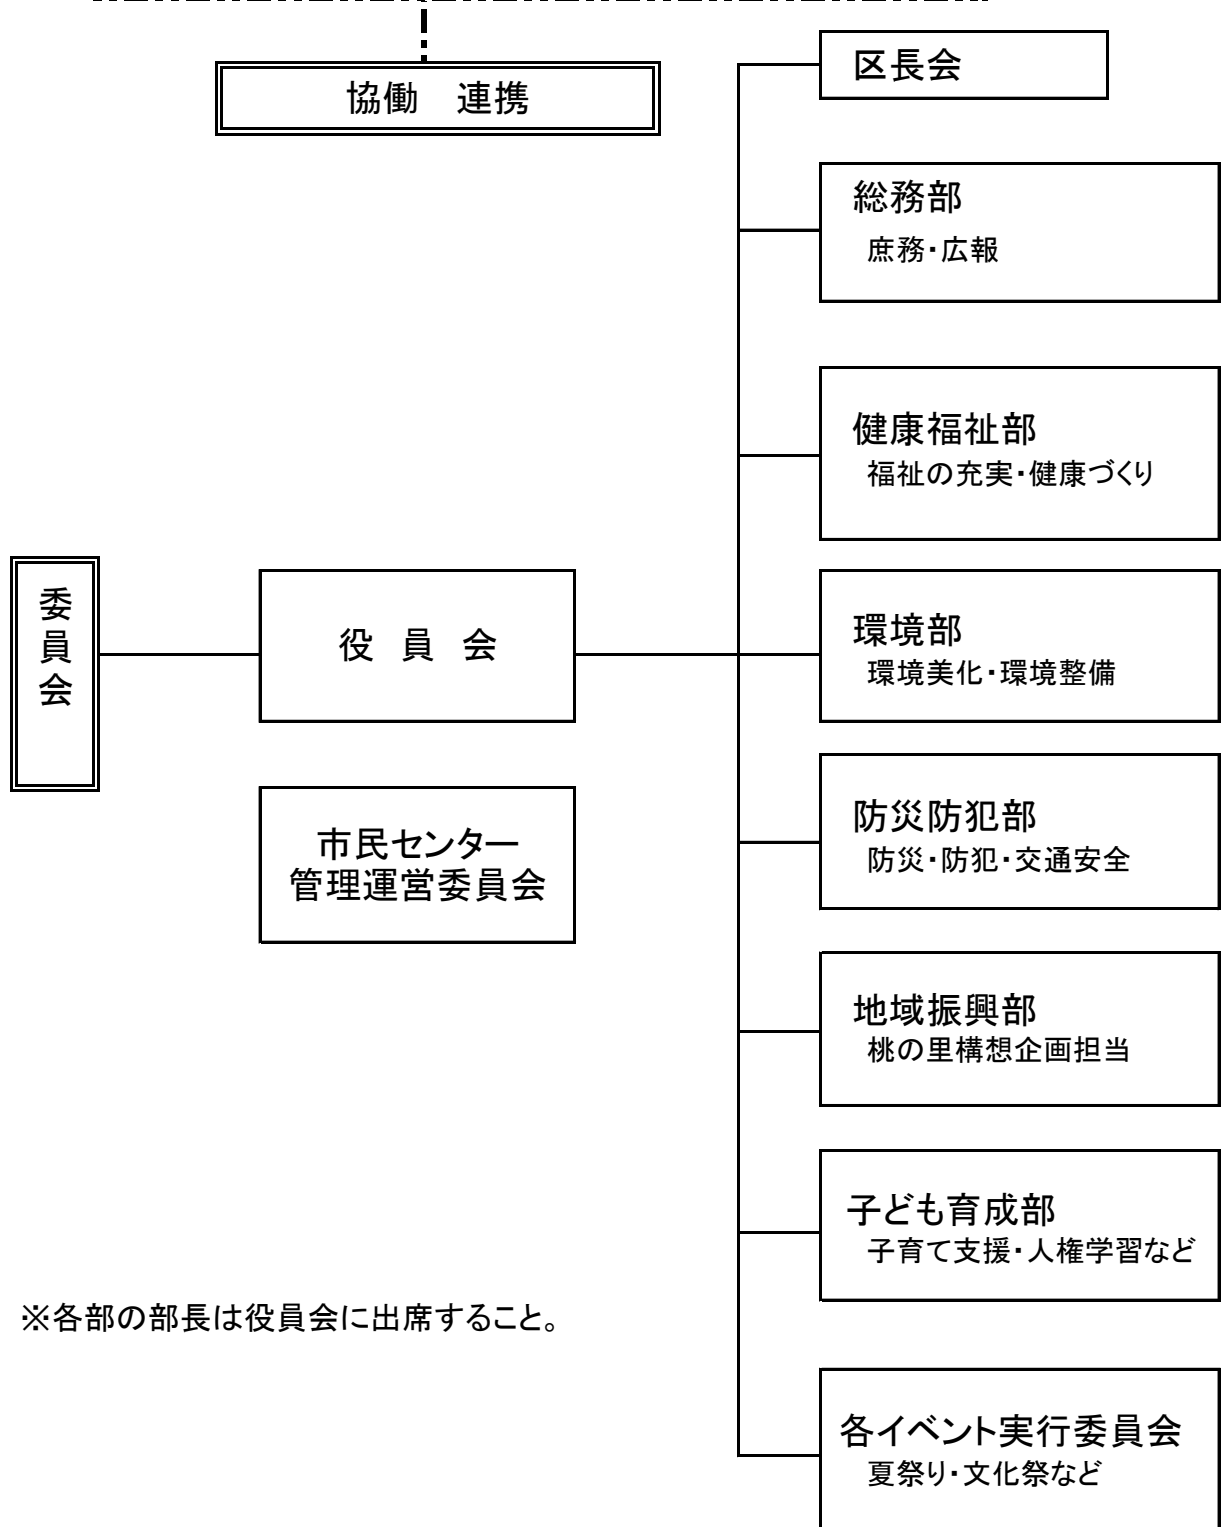 協働　連携
区長会
総務部
庶務・広報
健康福祉部
福祉の充実・健康づくり
委員会
役　員　会
環境部
環境美化・環境整備
市民センター
管理運営委員会
防災防犯部
防災・防犯・交通安全
地域振興部
桃の里構想企画担当
子ども育成部
子育て支援・人権学習など
※各部の部長は役員会に出席すること。
各イベント実行委員会
夏祭り・文化祭など